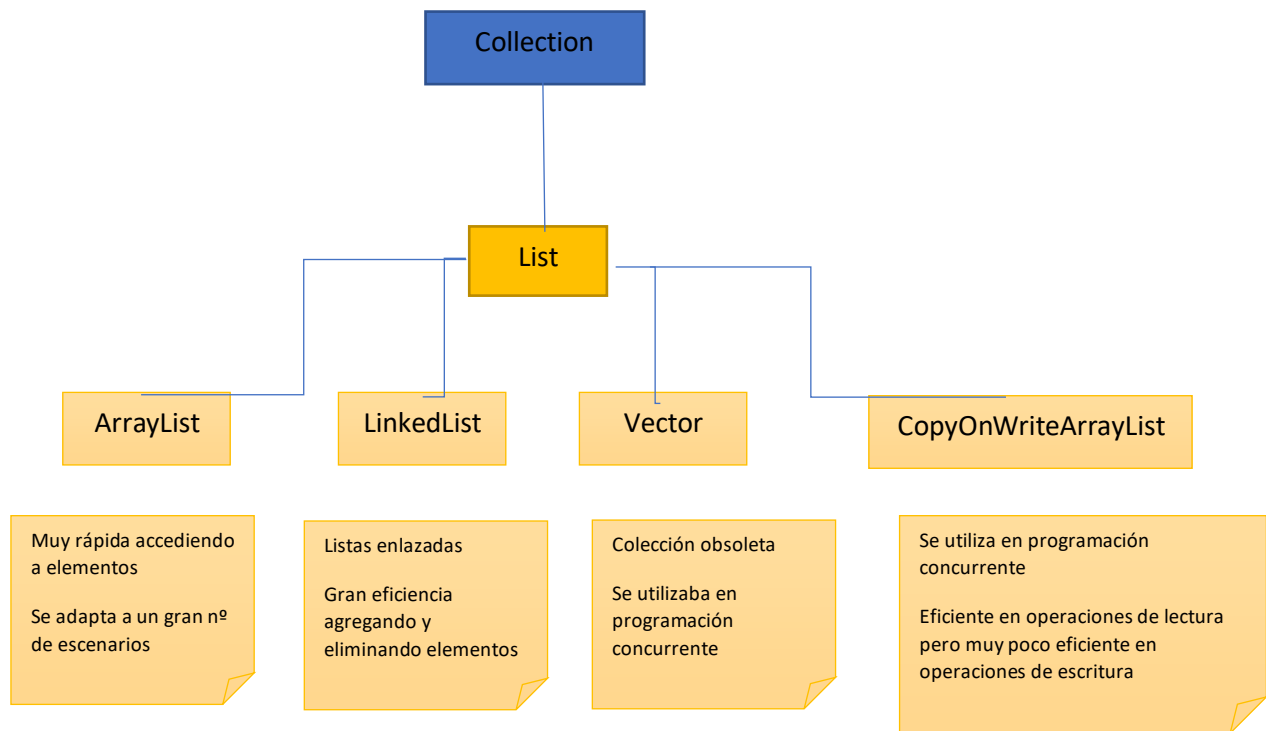 Collection
List
ArrayList
LinkedList
Vector
CopyOnWriteArrayList
Muy rápida accediendo
a elementos
Se adapta a un gran nº
de escenarios
Listas enlazadas
Gran eficiencia
agregando y
eliminando elementos
Colección obsoleta
Se utilizaba en
programación
concurrente
Se utiliza en programación
concurrente
Eficiente en operaciones de lectura
pero muy poco eficiente en
operaciones de escritura